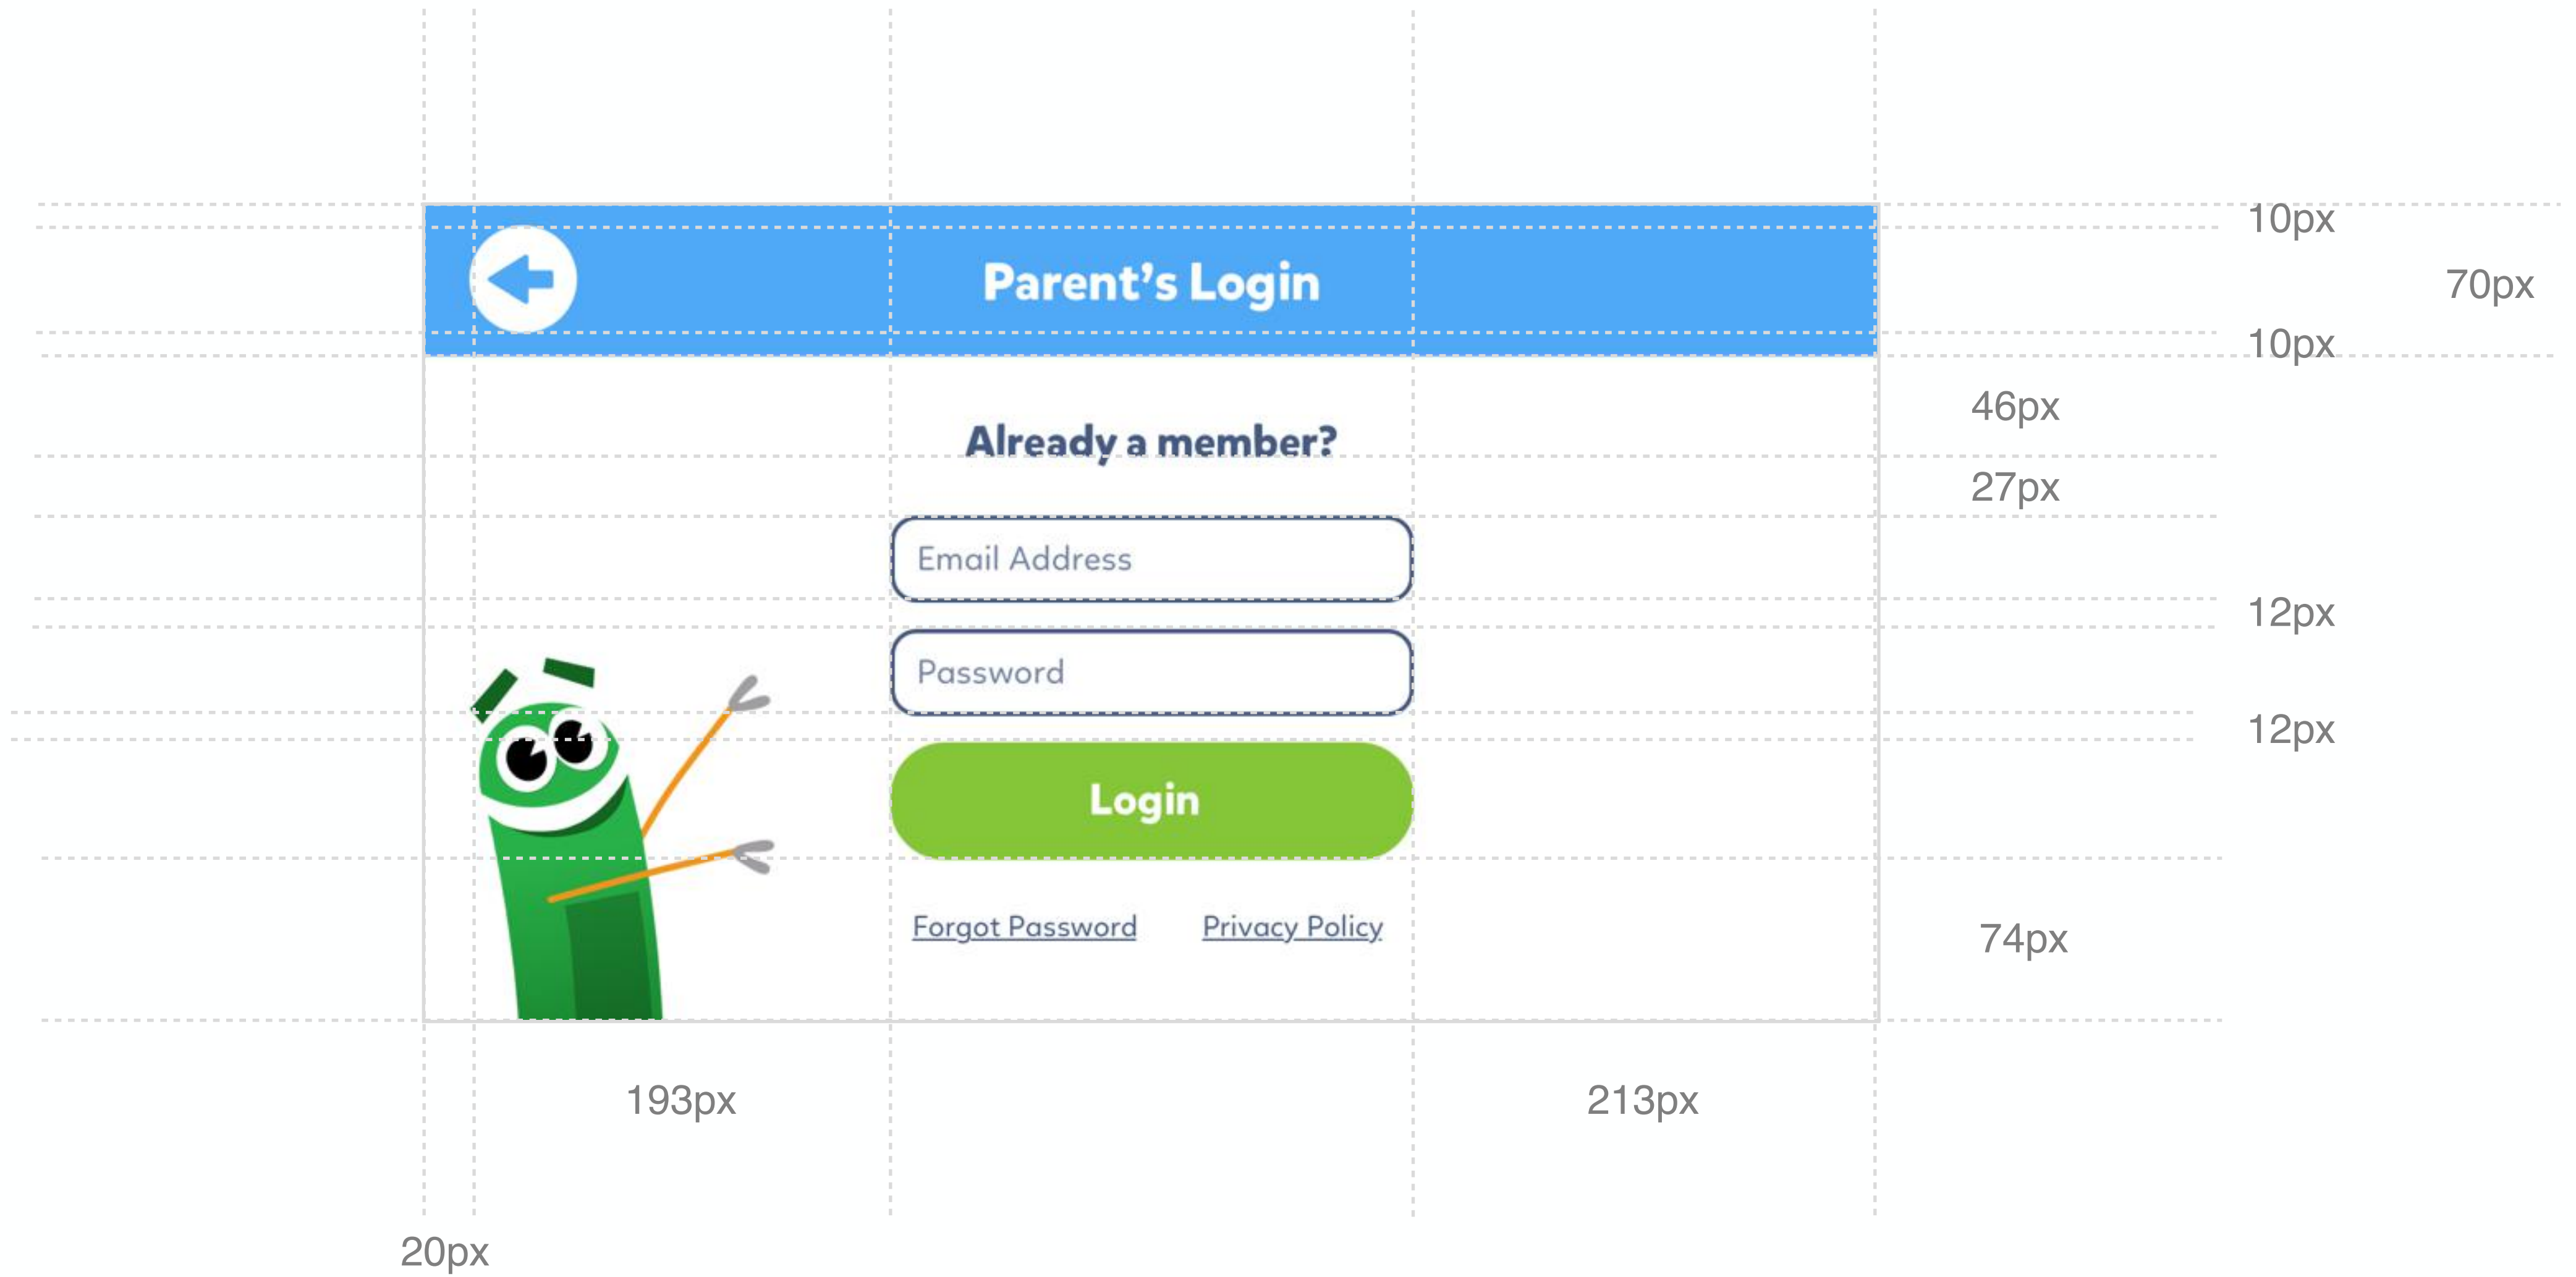 10px
Parent's Login
70px
10px
46px
Already a member?
27px
Email Address
12px
Password
12px
Login
Forgot Password Privacy Policy
74px
193px 213px
20px